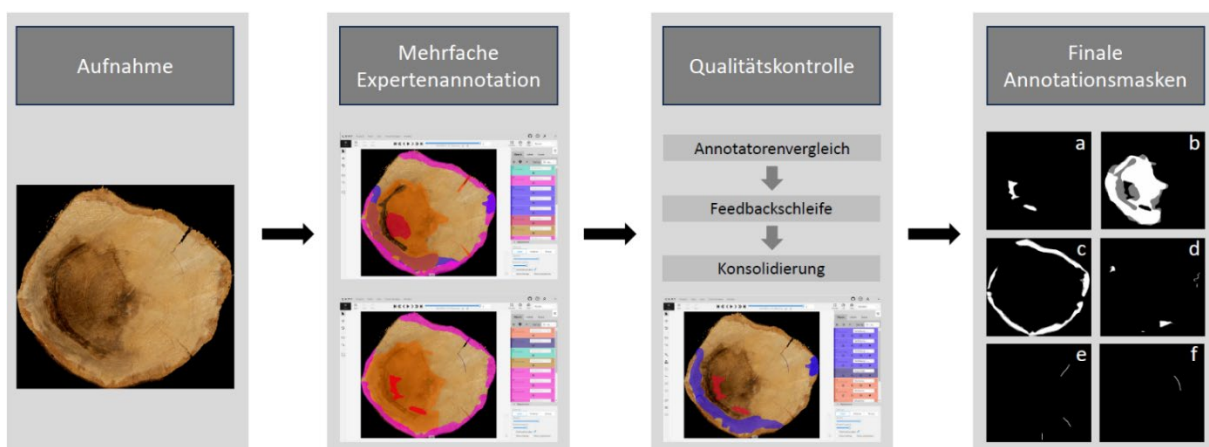 Aufnahme
Mehrfache
Expertenannotation
Qualitätskontrolle
Annotatorenvergleich
Feedbackschleife
Konsolidierung
Finale
Annotationsmasken
a
b
c
d
e
f